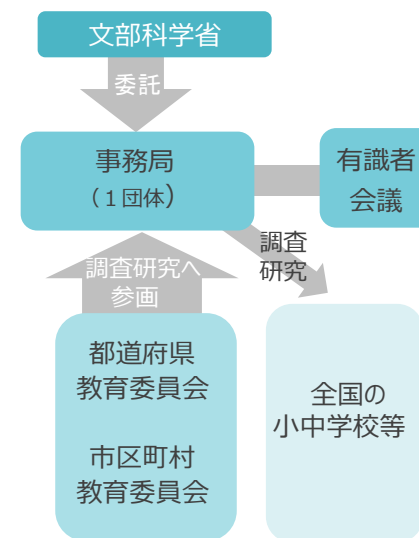 文部科学省
委託
事務局
（１団体）
有識者
会議
調査
研究
調査研究へ
参画
都道府県
教育委員会
市区町村
教育委員会
全国の
小中学校等